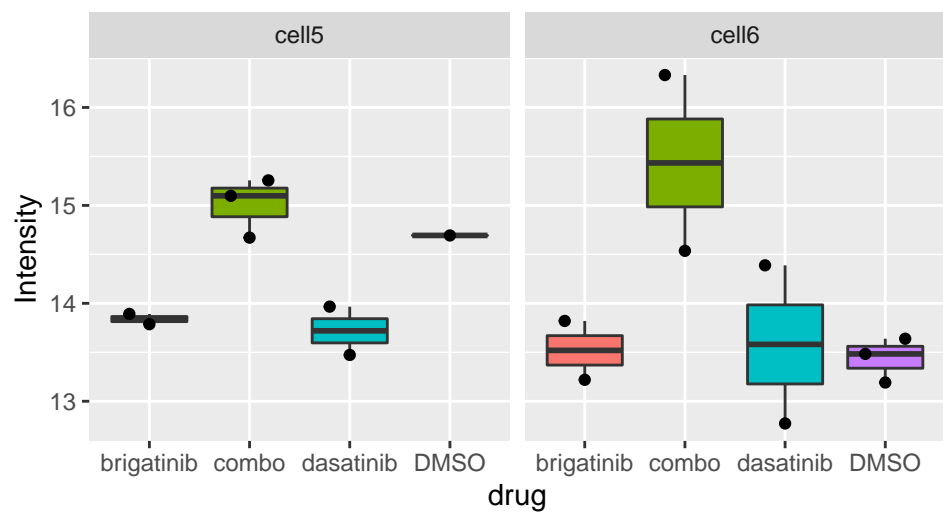 cell5 cell6
16
15
14
13
Intensity
brigatinib combo dasatinib DMSO brigatinib combo dasatinib DMSO
drug